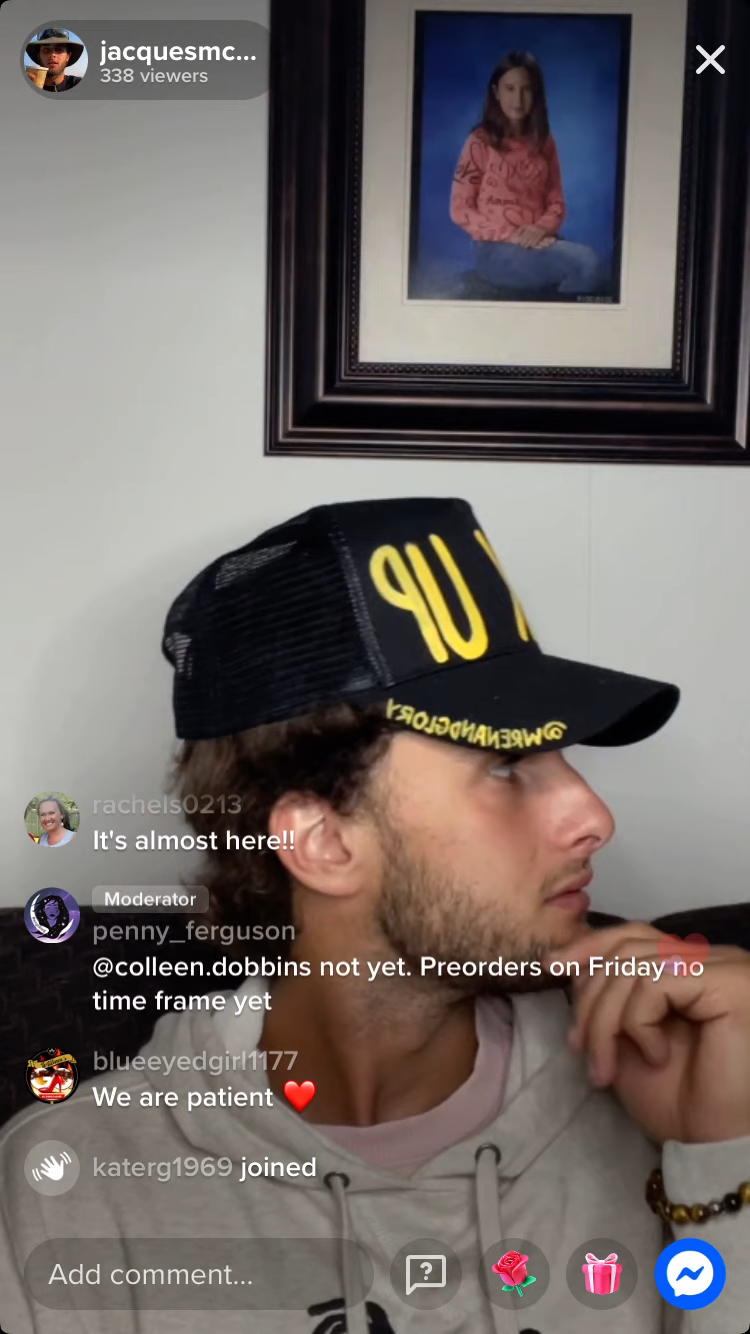 jacquesmc...
338 viewers
UP
@WRENANDGLORY
rachels0213
It's almost here!!
Moderator
penny_ferguson
@colleen.dobbins not yet. Preorders on Friday no
time frame yet
blueeyedgirl1177
We are patient ❤️
katerg1969 joined
Add comment...